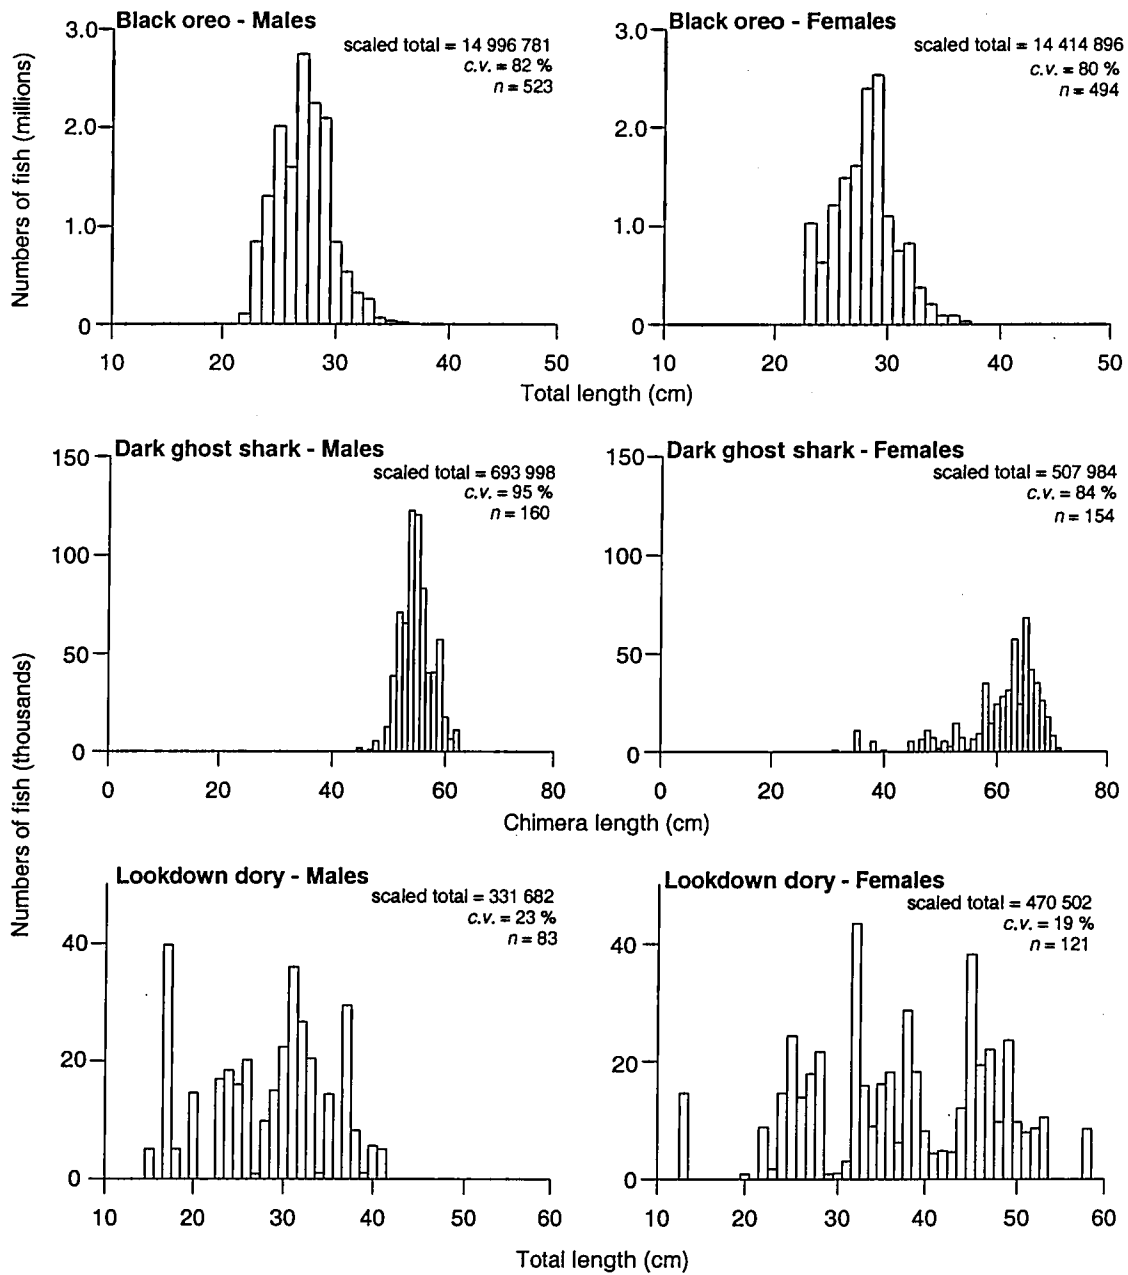 Black oreo - Males
scaled total = 14 996 781
c.v. = 82 %
n = 523
3.0
2.0
1.0
0
10 20 30 40 50
Black oreo - Females
scaled total = 14 414 896
c.v. = 80 %
n = 494
3.0
2.0
1.0
0
10 20 30 40 50
Numbers of fish (millions)
Total length (cm)
Dark ghost shark - Males
scaled total = 693 998
c.v. = 95 %
n = 160
150
100
50
0
0 20 40 60 80
Dark ghost shark - Females
scaled total = 507 984
c.v. = 84 %
n = 154
150
100
50
0
0 20 40 60 80
Chimera length (cm)
Numbers of fish (thousands)
Lookdown dory - Males
scaled total = 331 682
c.v. = 23 %
n = 83
40
20
0
10 20 30 40 50 60
Lookdown dory - Females
scaled total = 470 502
c.v. = 19 %
n = 121
40
20
0
10 20 30 40 50 60
Total length (cm)